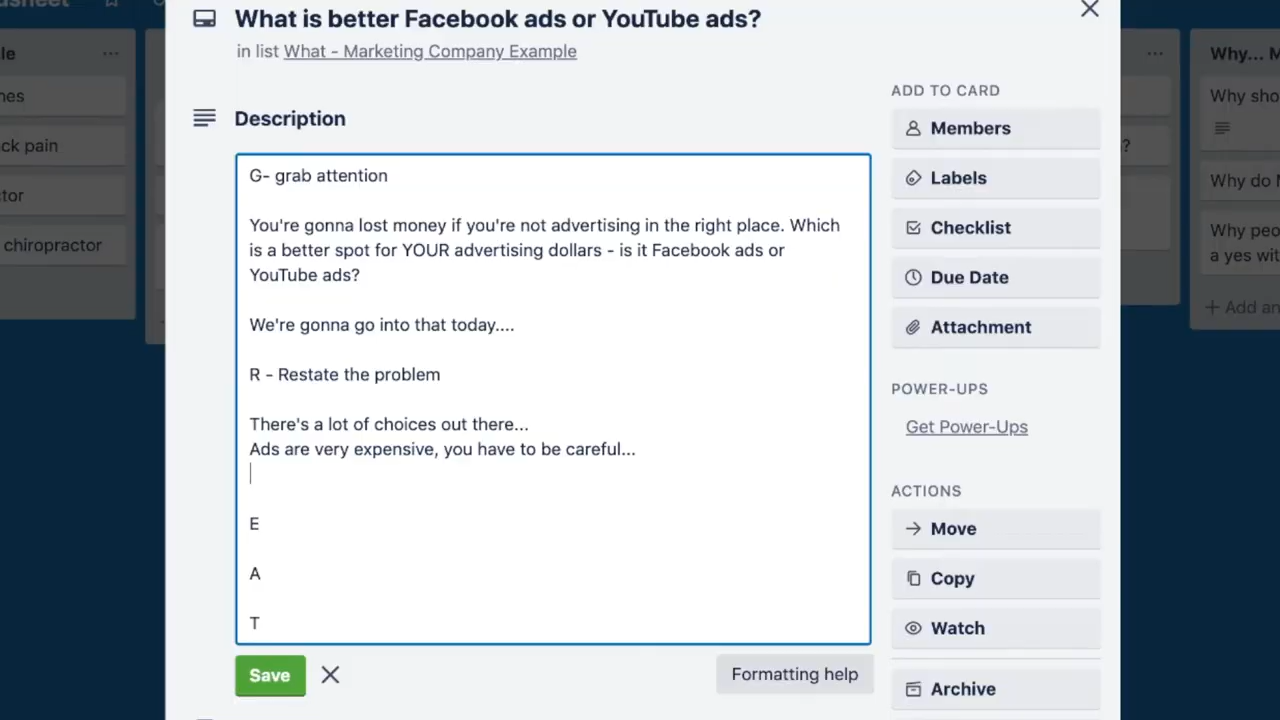 What is better Facebook ads or YouTube ads?
in list What - Marketing Company Example
Description
G- grab attention
You're gonna lost money if you're not advertising in the right place. Which
is a better spot for YOUR advertising dollars - is it Facebook ads or
YouTube ads?
We're gonna go into that today....
R - Restate the problem
There's a lot of choices out there...
Ads are very expensive, you have to be careful...
E
A
T
Save
Formatting help
ADD TO CARD
Members
Labels
Checklist
Due Date
Attachment
POWER-UPS
Get Power-Ups
ACTIONS
Move
Copy
Watch
Archive
ck pain
chiropractor
?
Why... M
Why sho
Why do
Why peo
a yes wit
+ Add an